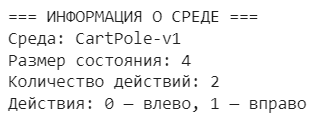 === ИНФОРМАЦИЯ О СРЕДЕ ===
Среда: CartPole-v1
Размер состояния: 4
Количество действий: 2
Действия: 0 — влево, 1 — вправо